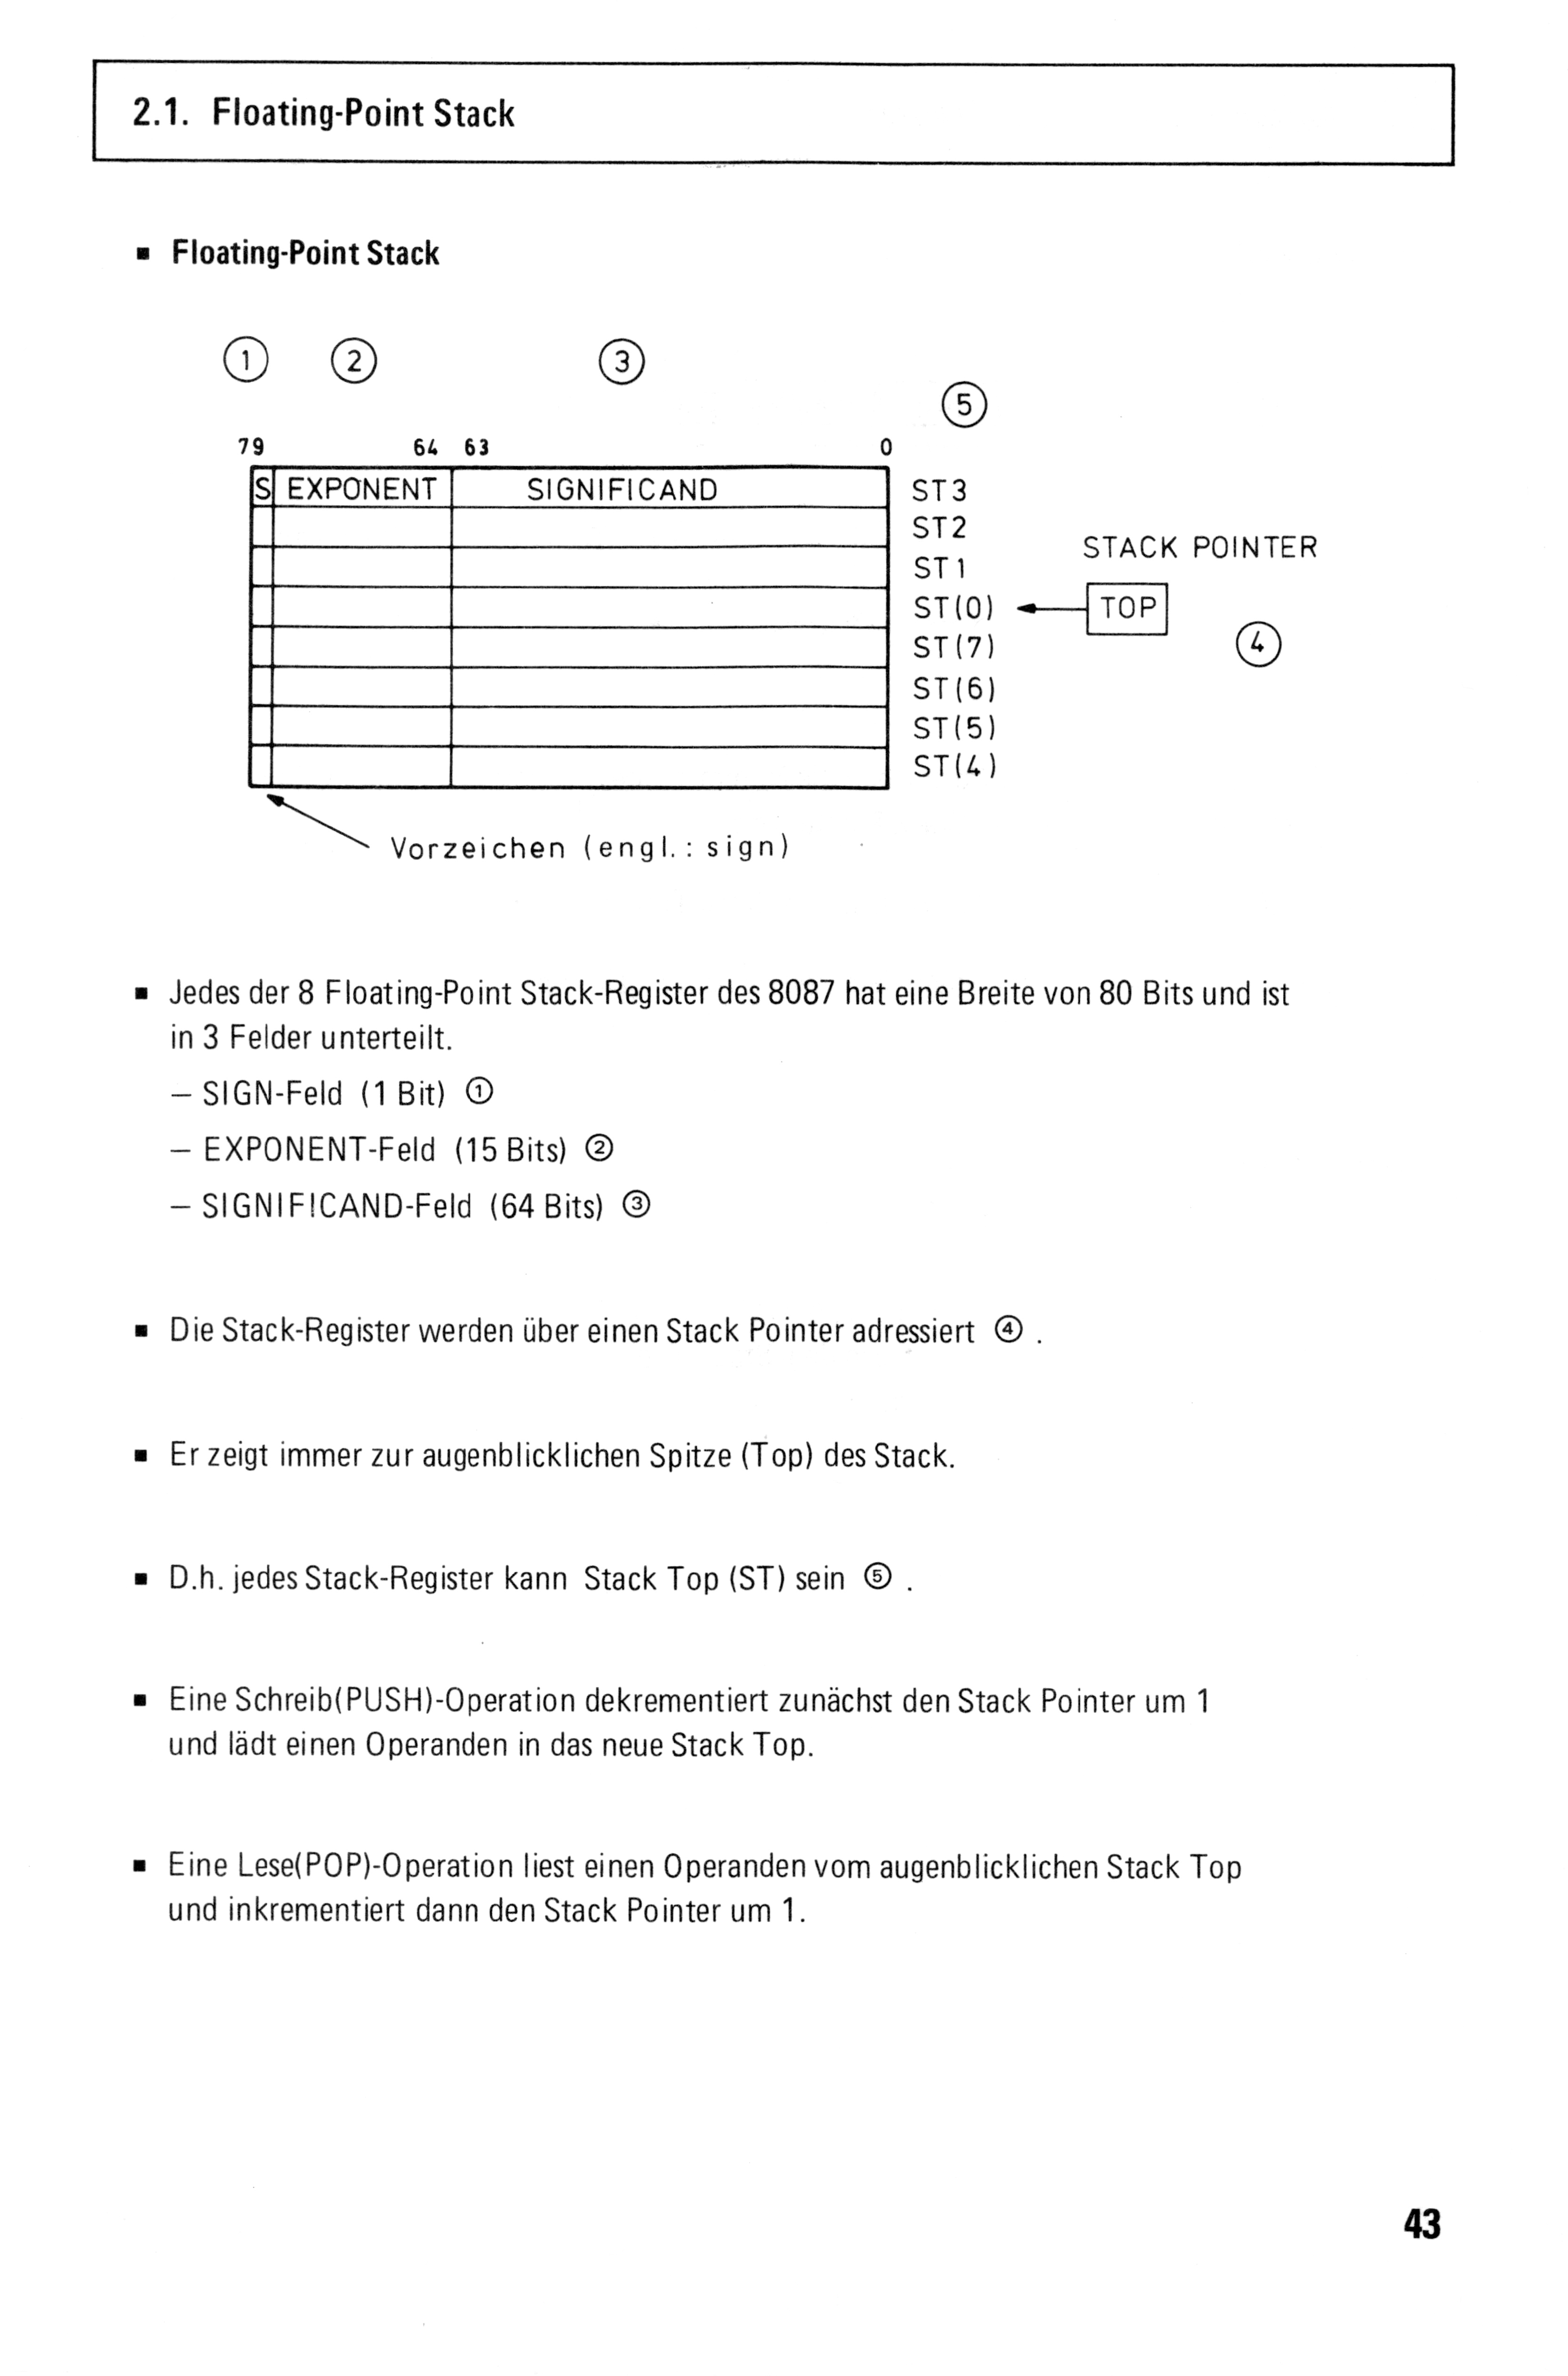 2.1. Floating-Point Stack
▪ Floating-Point Stack
① ② ③
⑤
79 64 63 0
S EXPONENT SIGNIFICAND ST3
ST2
STACK POINTER
ST1
ST(0) TOP
ST(7) ④
ST(6)
ST(5)
ST(4)
Vorzeichen (engl.: sign)
▪ Jedes der 8 Floating-Point Stack-Register des 8087 hat eine Breite von 80 Bits und ist
in 3 Felder unterteilt.
– SIGN-Feld (1 Bit) ①
– EXPONENT-Feld (15 Bits) ②
– SIGNIFICAND-Feld (64 Bits) ③
▪ Die Stack-Register werden über einen Stack Pointer adressiert ④ .
▪ Er zeigt immer zur augenblicklichen Spitze (Top) des Stack.
▪ D.h. jedes Stack-Register kann Stack Top (ST) sein ⑤ .
▪ Eine Schreib(PUSH)-Operation dekrementiert zunächst den Stack Pointer um 1
und lädt einen Operanden in das neue Stack Top.
▪ Eine Lese(POP)-Operation liest einen Operanden vom augenblicklichen Stack Top
und inkrementiert dann den Stack Pointer um 1.
43